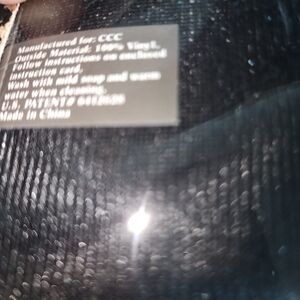 Manufactured for: CCC
Outside Material: 100% Vinyl.
Follow instructions on enclosed
instruction card.
Wash with mild soap and warm
water when cleaning.
U.S. PATENT#
Made in China